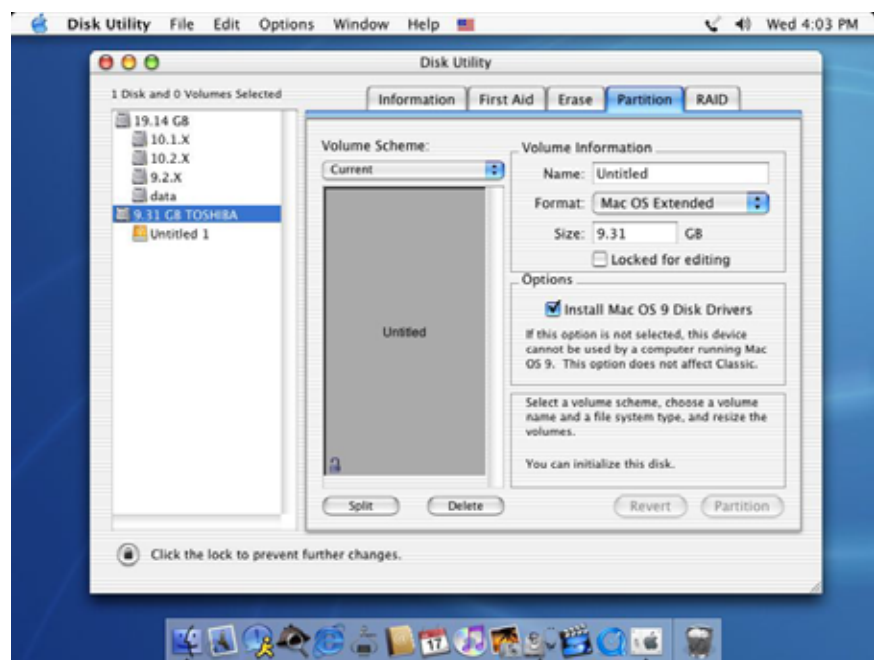 Disk Utility File Edit Options Window Help Wed 4:03 PM
Disk Utility
1 Disk and 0 Volumes Selected
Information First Aid Erase Partition RAID
19.14 GB
10.1.X
10.2.X
9.2.X
data
9.31 GB TOSHIBA
Untitled 1
Volume Scheme:
Current
Untitled
Split Delete
Volume Information
Name: Untitled
Format: Mac OS Extended
Size: 9.31 GB
Locked for editing
Options
Install Mac OS 9 Disk Drivers
If this option is not selected, this device
cannot be used by a computer running Mac
OS 9. This option does not affect Classic.
Select a volume scheme, choose a volume
name and a file system type, and resize the
volumes.
You can initialize this disk.
Revert Partition
Click the lock to prevent further changes.
17